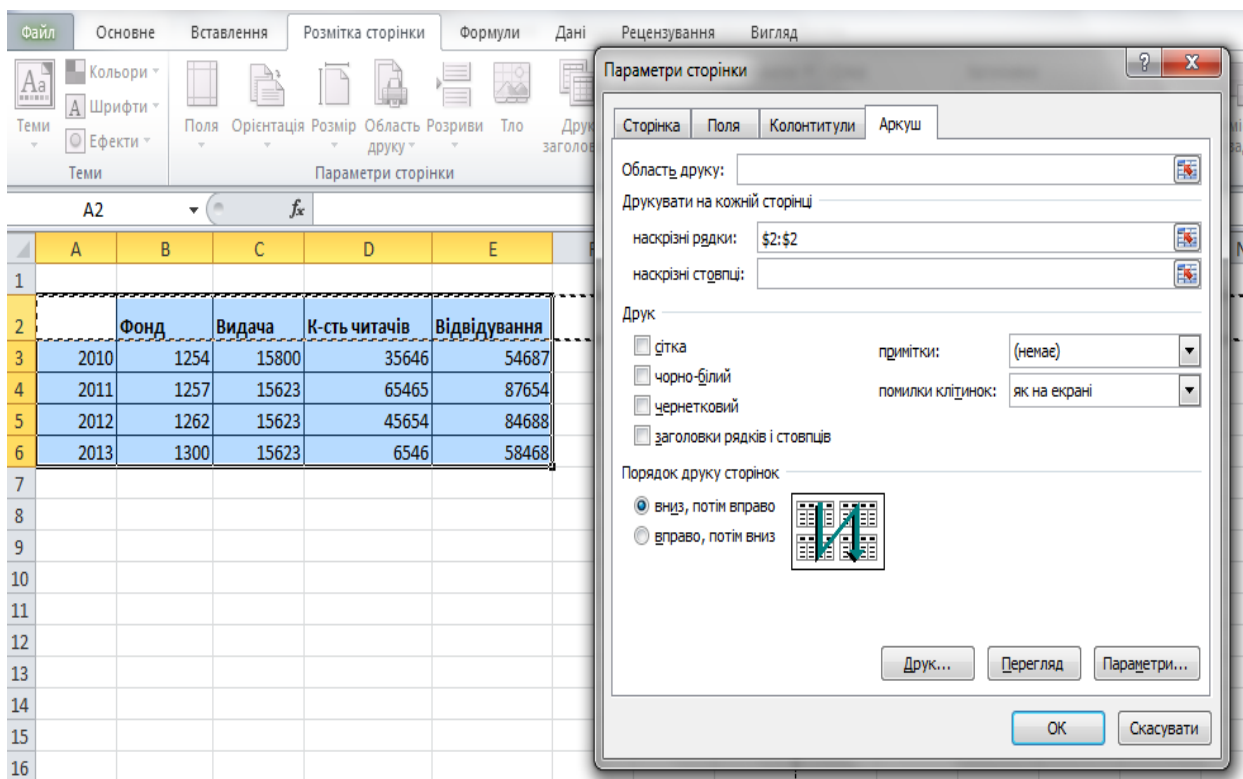 Файл Основне Вставлення Розмітка сторінки Формули Дані Рецензування Вигляд
Aa
Теми
Кольори
A Шрифти
Ефекти
Теми
Поля Орієнтація Розмір Область друку Розриви Тло
Параметри сторінки
A2 fx
A B C D E
1
2 Фонд Видача К-сть читачів Відвідування
3 2010 1254 15800 35646 54687
4 2011 1257 15623 65465 87654
5 2012 1262 15623 45654 84688
6 2013 1300 15623 6546 58468
7
8
9
10
11
12
13
14
15
16
Параметри сторінки ? X
Сторінка Поля Колонтитули Аркуш
Область друку:
Друкувати на кожній сторінці
наскрізні рядки: $2:$2
наскрізні стовпці:
Друк
сітка
чорно-білий
чернетковий
заголовки рядків і стовпців
примітки: (немає)
помилки клітинок: як на екрані
Порядок друку сторінок
вниз, потім вправо
вправо, потім вниз
Друк... Перегляд Параметри...
ОК Скасувати